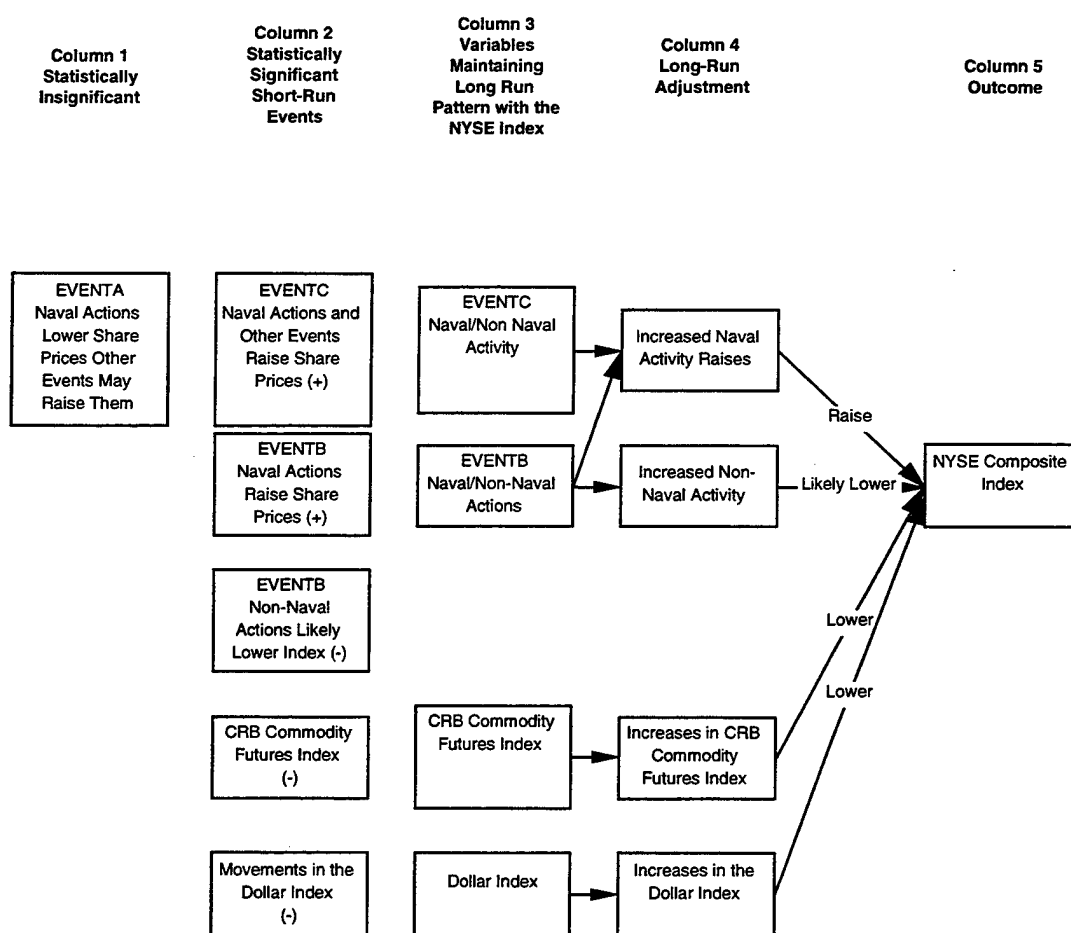 Column 1
Statistically
Insignificant
Column 2
Statistically
Significant
Short-Run
Events
Column 3
Variables
Maintaining
Long Run
Pattern with the
NYSE Index
Column 4
Long-Run
Adjustment
Column 5
Outcome
EVENTA
Naval Actions
Lower Share
Prices Other
Events May
Raise Them
EVENTC
Naval Actions and
Other Events
Raise Share
Prices (+)
EVENTB
Naval Actions
Raise Share
Prices (+)
EVENTB
Non-Naval
Actions Likely
Lower Index (-)
CRB Commodity
Futures Index
(-)
Movements in the
Dollar Index
(-)
EVENTC
Naval/Non Naval
Activity
EVENTB
Naval/Non-Naval
Actions
CRB Commodity
Futures Index
Dollar Index
Increased Naval
Activity Raises
Increased Non-
Naval Activity
Increases in CRB
Commodity
Futures Index
Increases in the
Dollar Index
Raise
Likely Lower
Lower
Lower
NYSE Composite
Index